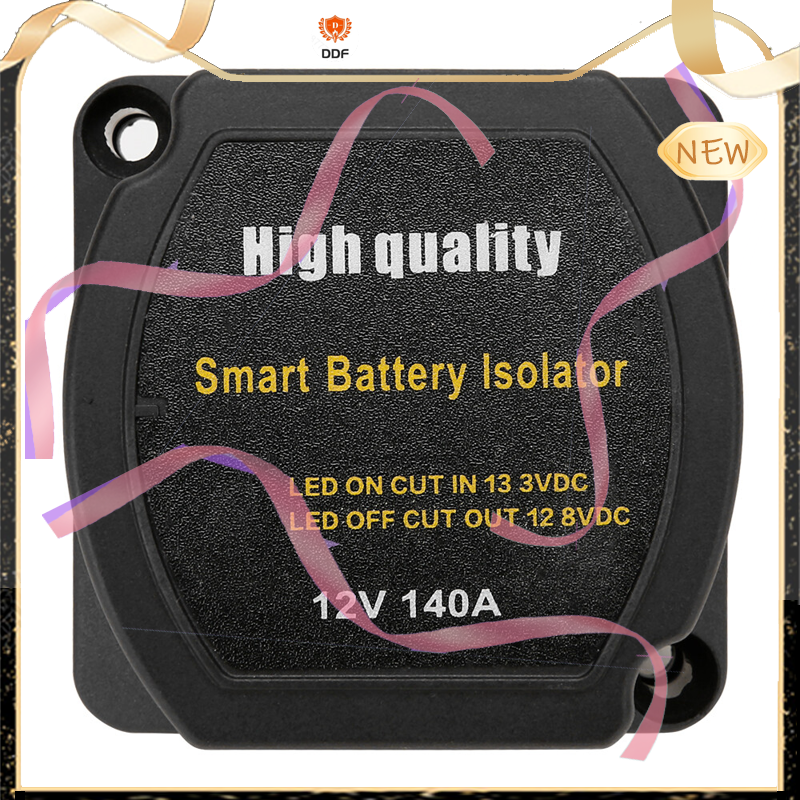 DDF
NEW
High quality
Smart Battery Isolator
LED ON CUT IN 13 3VDC
LED OFF CUT OUT 12 8VDC
12V 140A